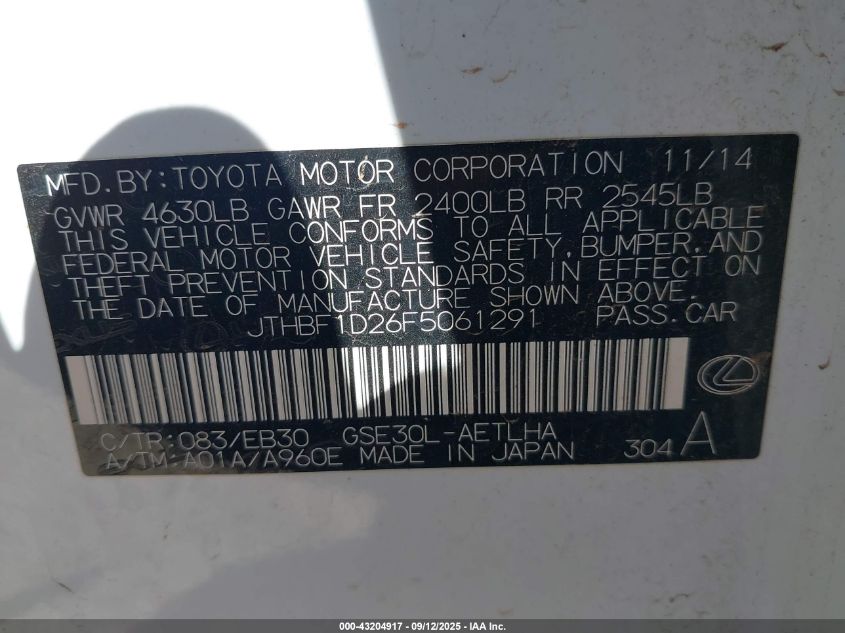 MFD. BY: TOYOTA MOTOR CORPORATION 11/14
GVWR 4630LB GAWR FR 2400LB RR 2545LB
THIS VEHICLE CONFORMS TO ALL APPLICABLE
FEDERAL MOTOR VEHICLE SAFETY, BUMPER, AND
THEFT PREVENTION STANDARDS IN EFFECT ON
THE DATE OF MANUFACTURE SHOWN ABOVE.
JTHBF1D26F5061291 PASS.CAR
C/TR:083/EB30 GSE30L-AETLHA
A/TM:A01A/A960E MADE IN JAPAN 304 A
000-43204917 - 09/12/2025 - IAA Inc.